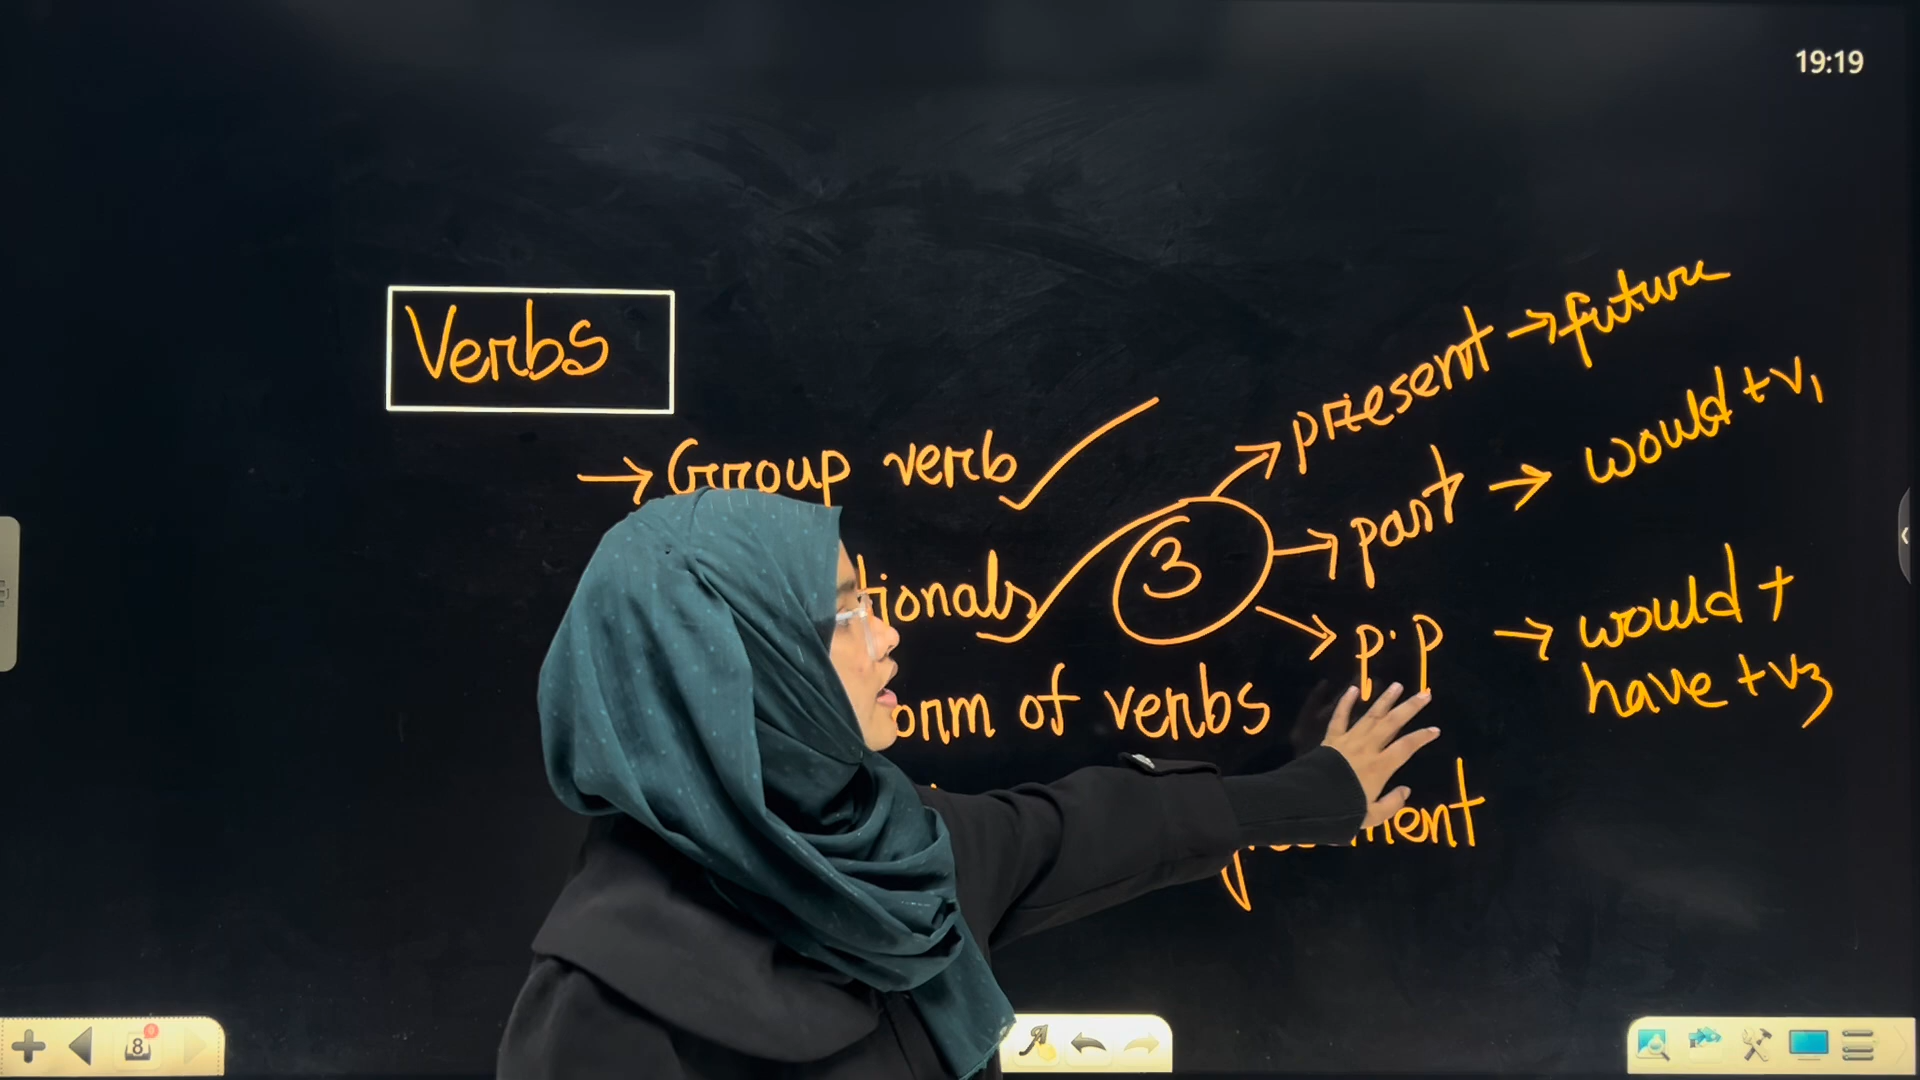 19:19
Verbs
→ Group verb ✓
tionals ✓
orm of verbs
ment
3
→ present → future
→ past → would + v1
→ p.p → would +
have + v3
8